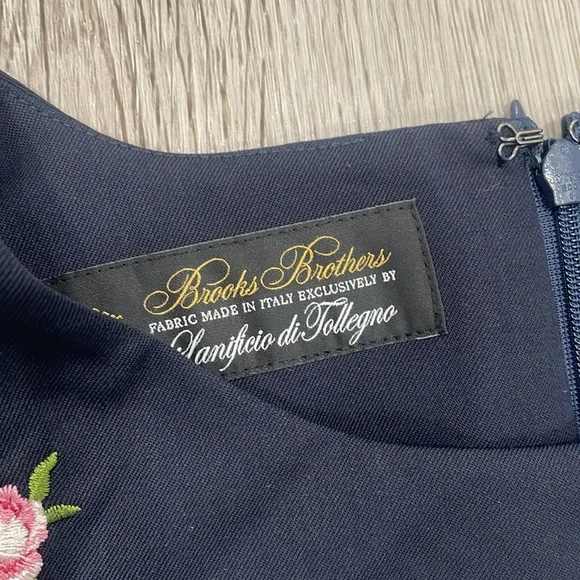 Brooks Brothers
FABRIC MADE IN ITALY EXCLUSIVELY BY
Lanificio di Tollegno